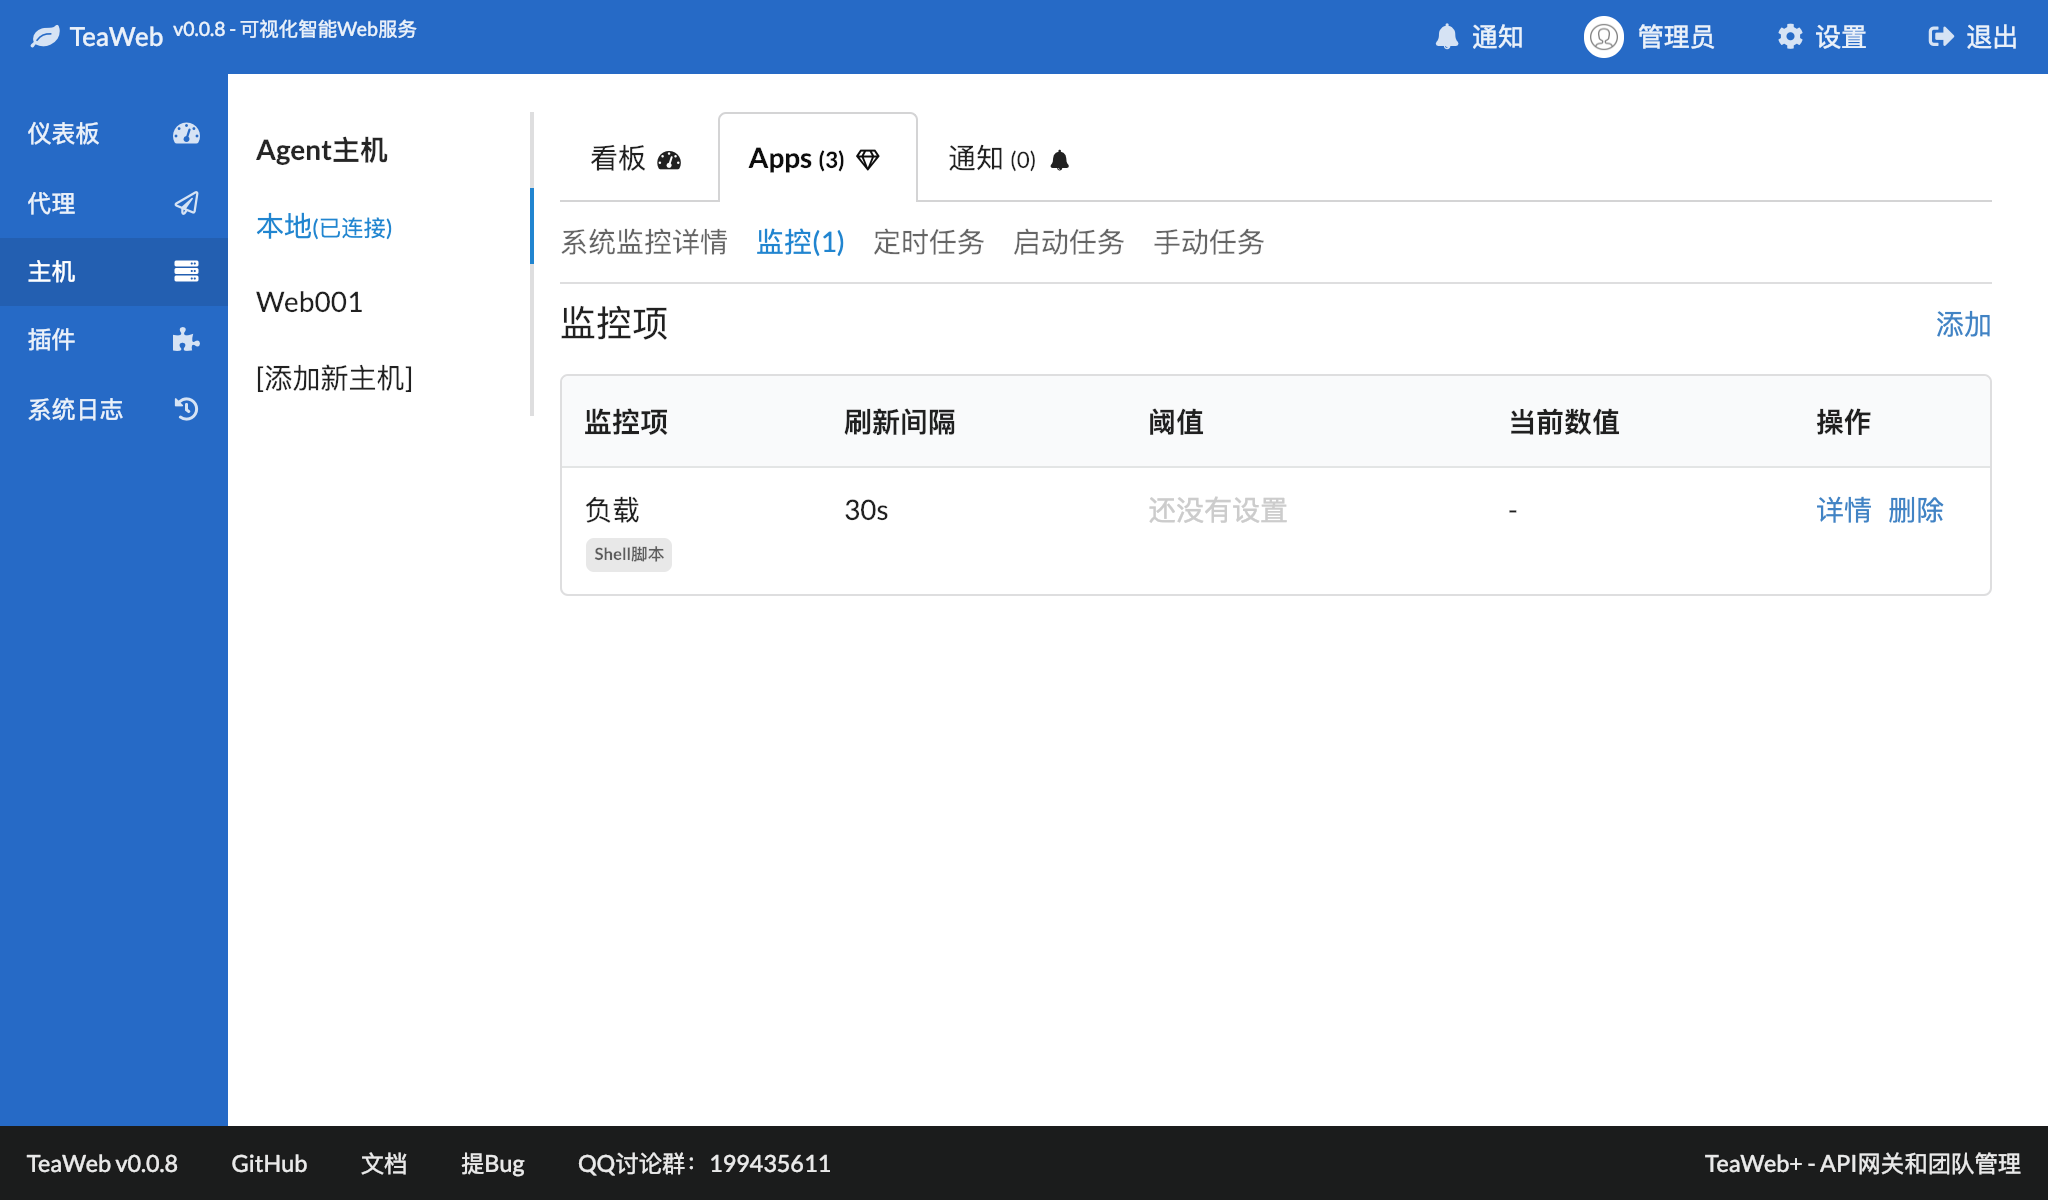 TeaWeb v0.0.8 - 可视化智能Web服务
通知 管理员 设置 退出
仪表板
代理
主机
插件
系统日志
Agent主机
本地(已连接)
Web001
[添加新主机]
看板 Apps (3) 通知 (0)
系统监控详情 监控(1) 定时任务 启动任务 手动任务
监控项 添加
监控项 刷新间隔 阈值 当前数值 操作
负载 30s 还没有设置 - 详情 删除
Shell脚本
TeaWeb v0.0.8 GitHub 文档 提Bug QQ讨论群：199435611 TeaWeb+ - API网关和团队管理